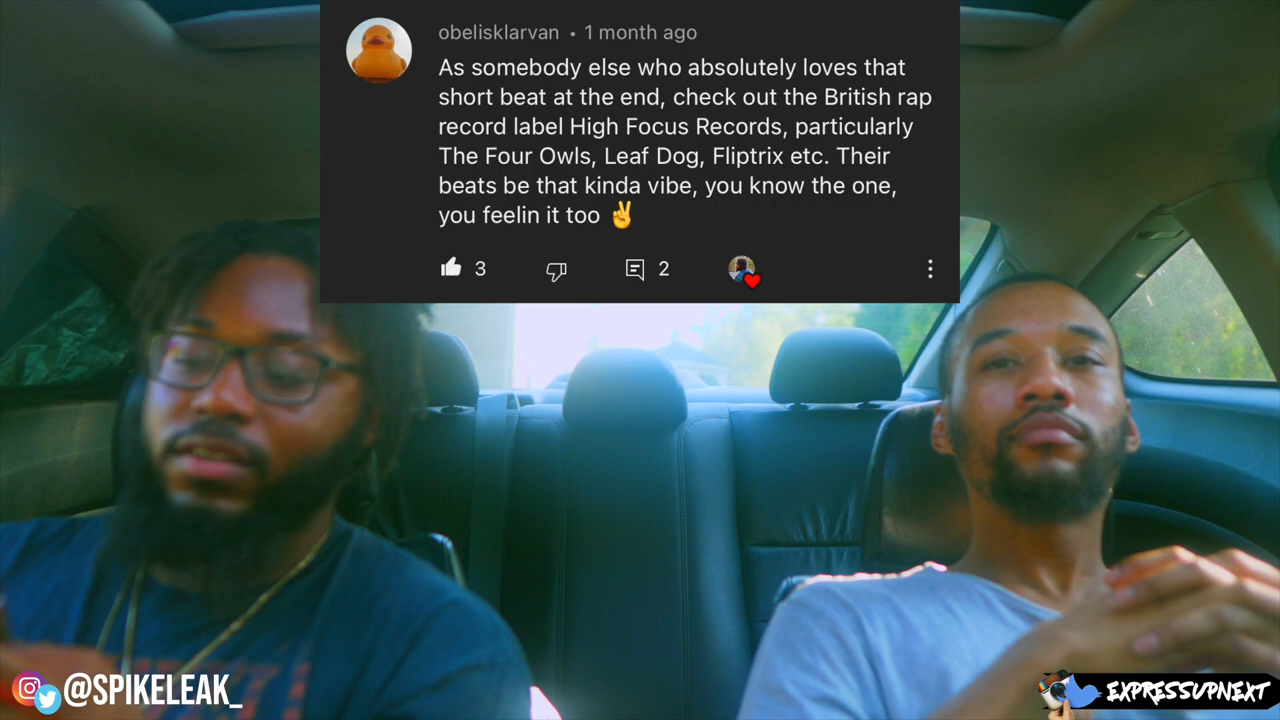 obelisklarvan • 1 month ago
As somebody else who absolutely loves that
short beat at the end, check out the British rap
record label High Focus Records, particularly
The Four Owls, Leaf Dog, Fliptrix etc. Their
beats be that kinda vibe, you know the one,
you feelin it too ✌️
3 2
@SPIKELEAK_
EXPRESSUPNEXT